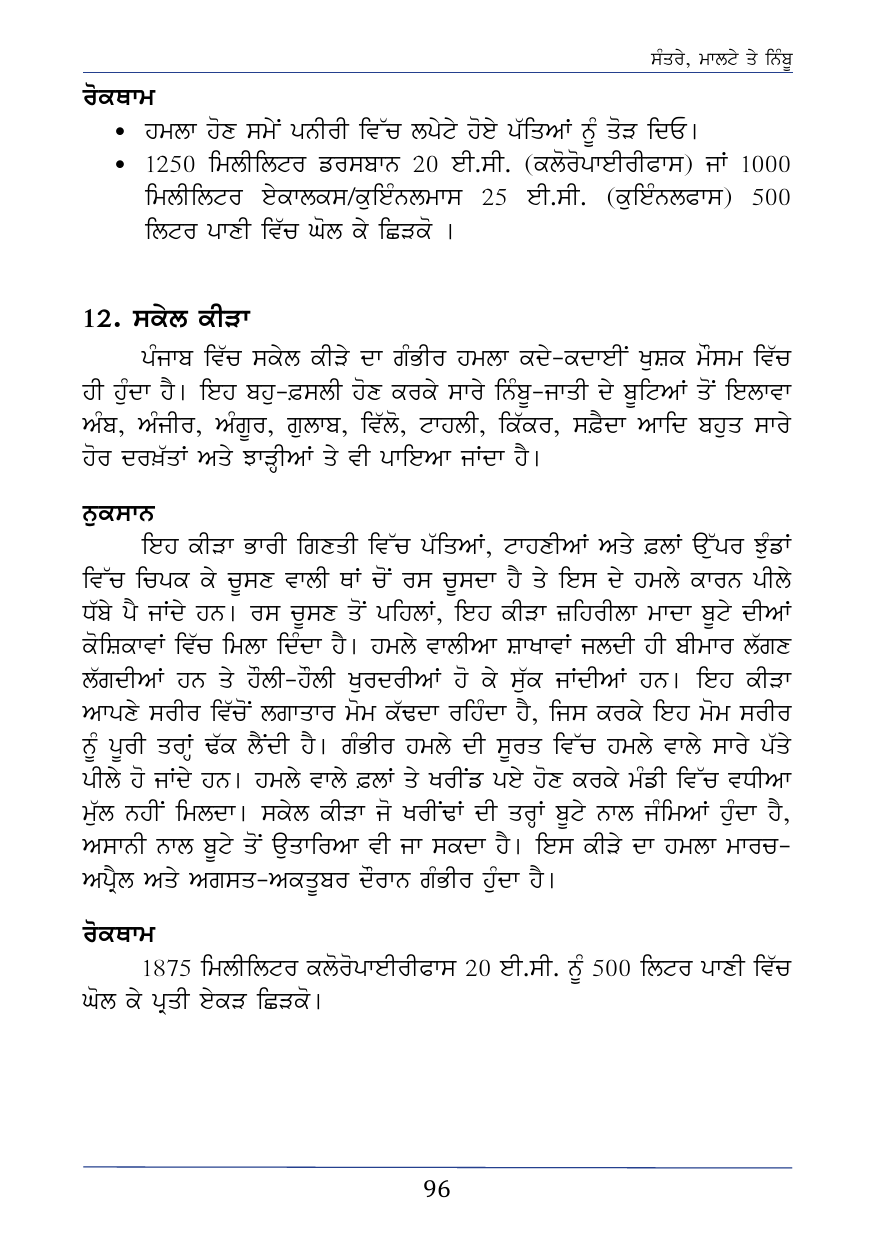 ਸੰਤਰੇ, ਮਾਲਟੇ ਤੇ ਨਿੰਬੂ
ਰੋਕਥਾਮ
• ਹਮਲਾ ਹੋਣ ਸਮੇਂ ਪਨੀਰੀ ਵਿੱਚ ਲਪੇਟੇ ਹੋਏ ਪੱਤਿਆਂ ਨੂੰ ਤੋੜ ਦਿਓ।
• 1250 ਮਿਲੀਲਿਟਰ ਡਰਸਬਾਨ 20 ਈ.ਸੀ. (ਕਲੋਰੋਪਾਈਰੀਫਾਸ) ਜਾਂ 1000
ਮਿਲੀਲਿਟਰ ਏਕਾਲਕਸ/ਕੁਇੰਨਲਮਾਸ 25 ਈ.ਸੀ. (ਕੁਇੰਨਲਫਾਸ) 500
ਲਿਟਰ ਪਾਣੀ ਵਿੱਚ ਘੋਲ ਕੇ ਛਿੜਕੋ ।
12. ਸਕੇਲ ਕੀੜਾ
ਪੰਜਾਬ ਵਿੱਚ ਸਕੇਲ ਕੀੜੇ ਦਾ ਗੰਭੀਰ ਹਮਲਾ ਕਦੇ-ਕਦਾਈਂ ਖੁਸ਼ਕ ਮੌਸਮ ਵਿੱਚ
ਹੀ ਹੁੰਦਾ ਹੈ। ਇਹ ਬਹੁ-ਫ਼ਸਲੀ ਹੋਣ ਕਰਕੇ ਸਾਰੇ ਨਿੰਬੂ-ਜਾਤੀ ਦੇ ਬੂਟਿਆਂ ਤੋਂ ਇਲਾਵਾ
ਅੰਬ, ਅੰਜੀਰ, ਅੰਗੂਰ, ਗੁਲਾਬ, ਵਿੱਲੋ, ਟਾਹਲੀ, ਕਿੱਕਰ, ਸਫ਼ੈਦਾ ਆਦਿ ਬਹੁਤ ਸਾਰੇ
ਹੋਰ ਦਰਖ਼ੱਤਾਂ ਅਤੇ ਝਾੜ੍ਹੀਆਂ ਤੇ ਵੀ ਪਾਇਆ ਜਾਂਦਾ ਹੈ।
ਨੁਕਸਾਨ
ਇਹ ਕੀੜਾ ਭਾਰੀ ਗਿਣਤੀ ਵਿੱਚ ਪੱਤਿਆਂ, ਟਾਹਣੀਆਂ ਅਤੇ ਫ਼ਲਾਂ ਉੱਪਰ ਝੁੰਡਾਂ
ਵਿੱਚ ਚਿਪਕ ਕੇ ਚੂਸਣ ਵਾਲੀ ਥਾਂ ਚੋਂ ਰਸ ਚੂਸਦਾ ਹੈ ਤੇ ਇਸ ਦੇ ਹਮਲੇ ਕਾਰਨ ਪੀਲੇ
ਧੱਬੇ ਪੈ ਜਾਂਦੇ ਹਨ। ਰਸ ਚੂਸਣ ਤੋਂ ਪਹਿਲਾਂ, ਇਹ ਕੀੜਾ ਜ਼ਹਿਰੀਲਾ ਮਾਦਾ ਬੂਟੇ ਦੀਆਂ
ਕੋਸ਼ਿਕਾਵਾਂ ਵਿੱਚ ਮਿਲਾ ਦਿੰਦਾ ਹੈ। ਹਮਲੇ ਵਾਲੀਆ ਸ਼ਾਖਾਵਾਂ ਜਲਦੀ ਹੀ ਬੀਮਾਰ ਲੱਗਣ
ਲੱਗਦੀਆਂ ਹਨ ਤੇ ਹੌਲੀ-ਹੌਲੀ ਖੁਰਦਰੀਆਂ ਹੋ ਕੇ ਸੁੱਕ ਜਾਂਦੀਆਂ ਹਨ। ਇਹ ਕੀੜਾ
ਆਪਣੇ ਸਰੀਰ ਵਿੱਚੋਂ ਲਗਾਤਾਰ ਮੋਮ ਕੱਢਦਾ ਰਹਿੰਦਾ ਹੈ, ਜਿਸ ਕਰਕੇ ਇਹ ਮੋਮ ਸਰੀਰ
ਨੂੰ ਪੂਰੀ ਤਰ੍ਹਾਂ ਢੱਕ ਲੈਂਦੀ ਹੈ। ਗੰਭੀਰ ਹਮਲੇ ਦੀ ਸੂਰਤ ਵਿੱਚ ਹਮਲੇ ਵਾਲੇ ਸਾਰੇ ਪੱਤੇ
ਪੀਲੇ ਹੋ ਜਾਂਦੇ ਹਨ। ਹਮਲੇ ਵਾਲੇ ਫ਼ਲਾਂ ਤੇ ਖਰੀਂਡ ਪਏ ਹੋਣ ਕਰਕੇ ਮੰਡੀ ਵਿੱਚ ਵਧੀਆ
ਮੁੱਲ ਨਹੀਂ ਮਿਲਦਾ। ਸਕੇਲ ਕੀੜਾ ਜੋ ਖਰੀਂਢਾਂ ਦੀ ਤਰ੍ਹਾਂ ਬੂਟੇ ਨਾਲ ਜੰਮਿਆਂ ਹੁੰਦਾ ਹੈ,
ਅਸਾਨੀ ਨਾਲ ਬੂਟੇ ਤੋਂ ਉਤਾਰਿਆ ਵੀ ਜਾ ਸਕਦਾ ਹੈ। ਇਸ ਕੀੜੇ ਦਾ ਹਮਲਾ ਮਾਰਚ-
ਅਪ੍ਰੈਲ ਅਤੇ ਅਗਸਤ-ਅਕਤੂਬਰ ਦੌਰਾਨ ਗੰਭੀਰ ਹੁੰਦਾ ਹੈ।
ਰੋਕਥਾਮ
1875 ਮਿਲੀਲਿਟਰ ਕਲੋਰੋਪਾਈਰੀਫਾਸ 20 ਈ.ਸੀ. ਨੂੰ 500 ਲਿਟਰ ਪਾਣੀ ਵਿੱਚ
ਘੋਲ ਕੇ ਪ੍ਰਤੀ ਏਕੜ ਛਿੜਕੋ।
96